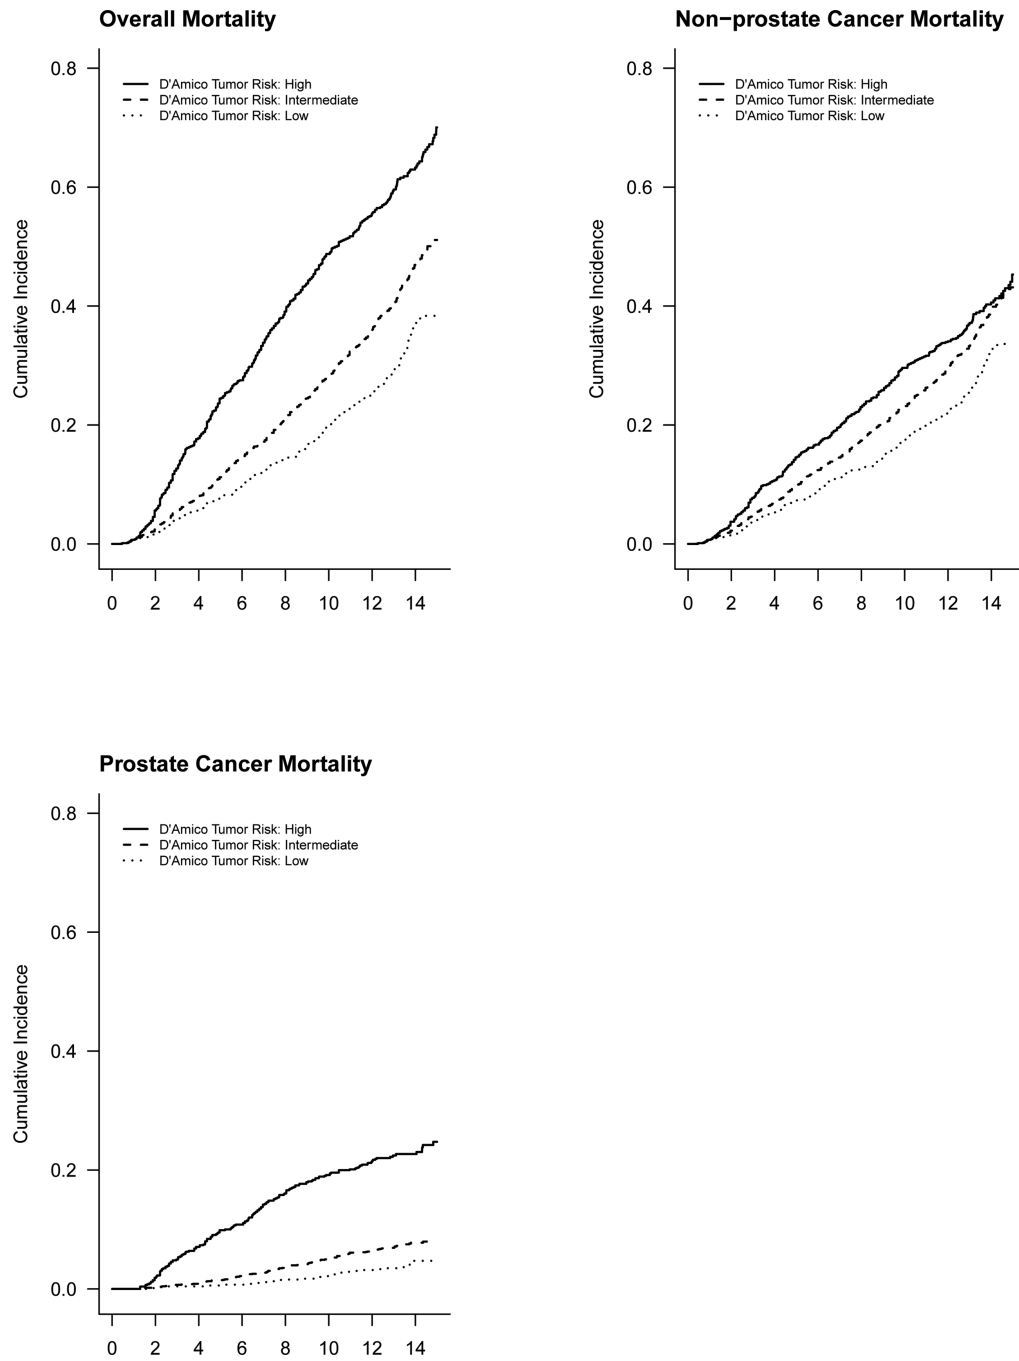 Overall Mortality
0.8
0.6
0.4
0.2
0.0
Cumulative Incidence
D'Amico Tumor Risk: High
D'Amico Tumor Risk: Intermediate
D'Amico Tumor Risk: Low
0 2 4 6 8 10 12 14
Non−prostate Cancer Mortality
0.8
0.6
0.4
0.2
0.0
Cumulative Incidence
D'Amico Tumor Risk: High
D'Amico Tumor Risk: Intermediate
D'Amico Tumor Risk: Low
0 2 4 6 8 10 12 14
Prostate Cancer Mortality
0.8
0.6
0.4
0.2
0.0
Cumulative Incidence
D'Amico Tumor Risk: High
D'Amico Tumor Risk: Intermediate
D'Amico Tumor Risk: Low
0 2 4 6 8 10 12 14